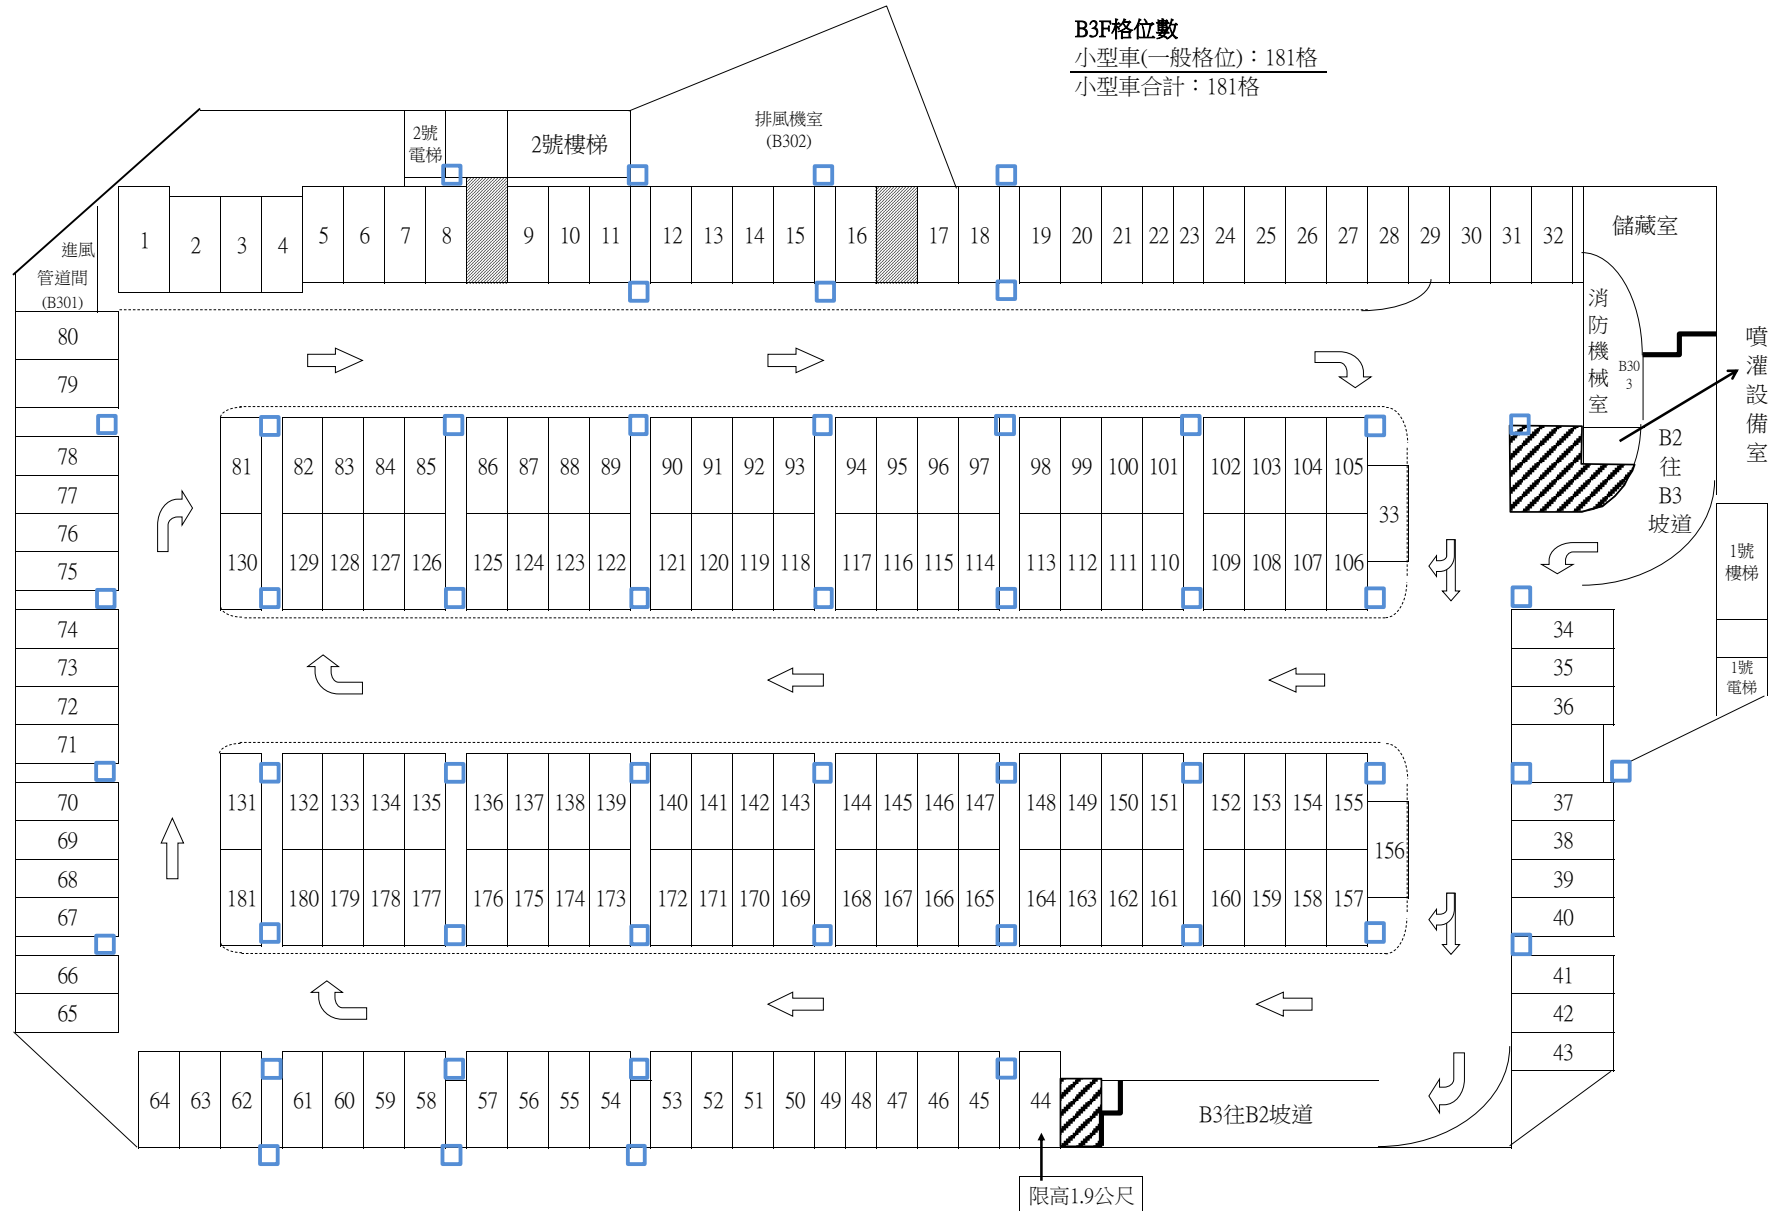 B3F格位數
小型車(一般格位)：181格
小型車合計：181格
2號
電梯
2號樓梯
排風機室
(B302)
進風
管道間
(B301)
1 2 3 4 5 6 7 8 9 10 11 12 13 14 15 16 17 18 19 20 21 22 23 24 25 26 27 28 29 30 31 32
儲藏室
消防機械室
B30
3
噴灌設備室
B2
往
B3
坡道
1號
樓梯
1號
電梯
80
79
78
77
76
75
74
73
72
71
70
69
68
67
66
65
81 82 83 84 85 86 87 88 89 90 91 92 93 94 95 96 97 98 99 100 101 102 103 104 105
33
130 129 128 127 126 125 124 123 122 121 120 119 118 117 116 115 114 113 112 111 110 109 108 107 106
34
35
36
37
38
39
40
41
42
43
131 132 133 134 135 136 137 138 139 140 141 142 143 144 145 146 147 148 149 150 151 152 153 154 155
156
181 180 179 178 177 176 175 174 173 172 171 170 169 168 167 166 165 164 163 162 161 160 159 158 157
64 63 62 61 60 59 58 57 56 55 54 53 52 51 50 49 48 47 46 45 44
B3往B2坡道
限高1.9公尺